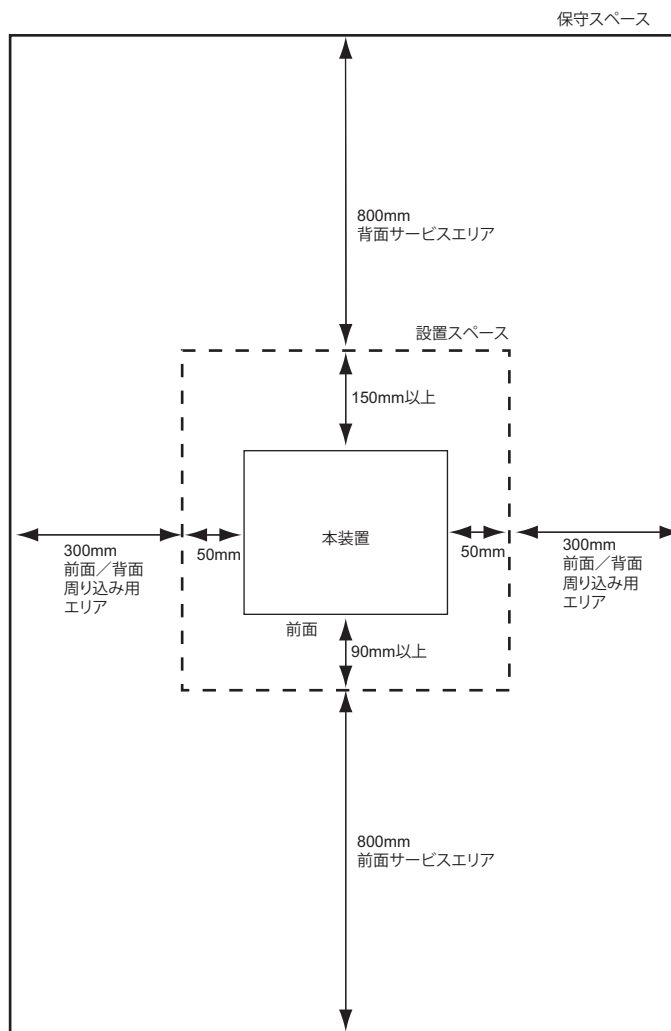 保守スペース
800mm
背面サービスエリア
設置スペース
150mm以上
本装置
50mm
50mm
300mm
前面／背面
周り込み用
エリア
300mm
前面／背面
周り込み用
エリア
前面
90mm以上
800mm
前面サービスエリア